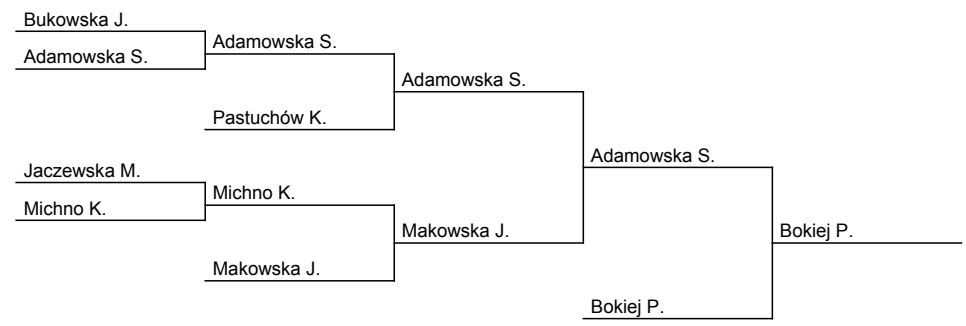 Bukowska J.
Adamowska S.
Adamowska S.
Adamowska S.
Pastuchów K.
Adamowska S.
Jaczewska M.
Michno K.
Michno K.
Makowska J.
Bokiej P.
Makowska J.
Bokiej P.